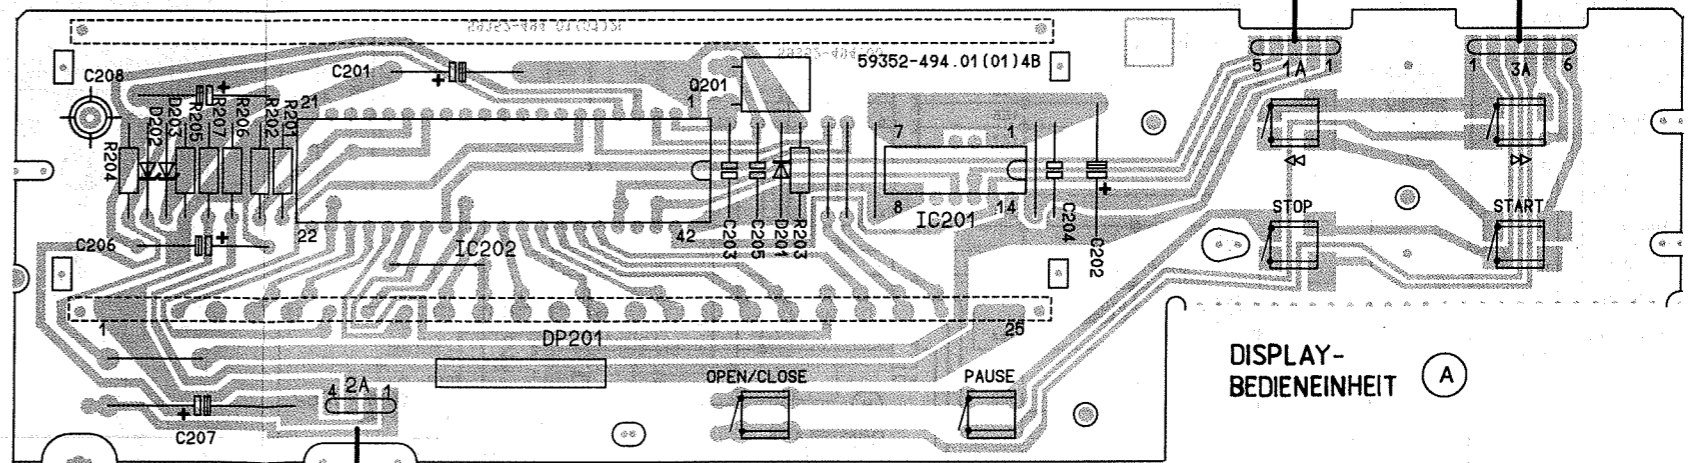 59352-494.01(01)4B
5 1A 1
1 3A 6
C208
C201
Q201
21
1
D202
D203
R205
R207
R206
R202
R201
R204
7
1
8
14
IC201
22
42
IC202
C206
C203
C205
D201
R203
C204
C202
STOP
START
1
25
DP201
DISPLAY-
BEDIENEINHEIT
A
4 2A 1
OPEN/CLOSE
PAUSE
C207